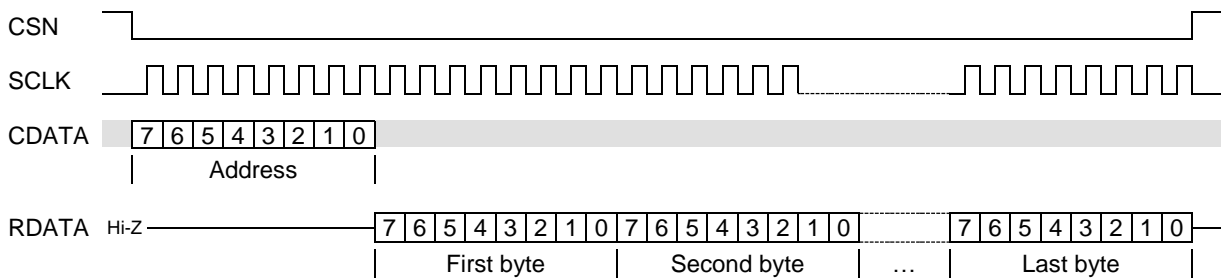 CSN
SCLK
CDATA 7 6 5 4 3 2 1 0
Address
RDATA Hi-Z 7 6 5 4 3 2 1 0 7 6 5 4 3 2 1 0 7 6 5 4 3 2 1 0
First byte Second byte … Last byte